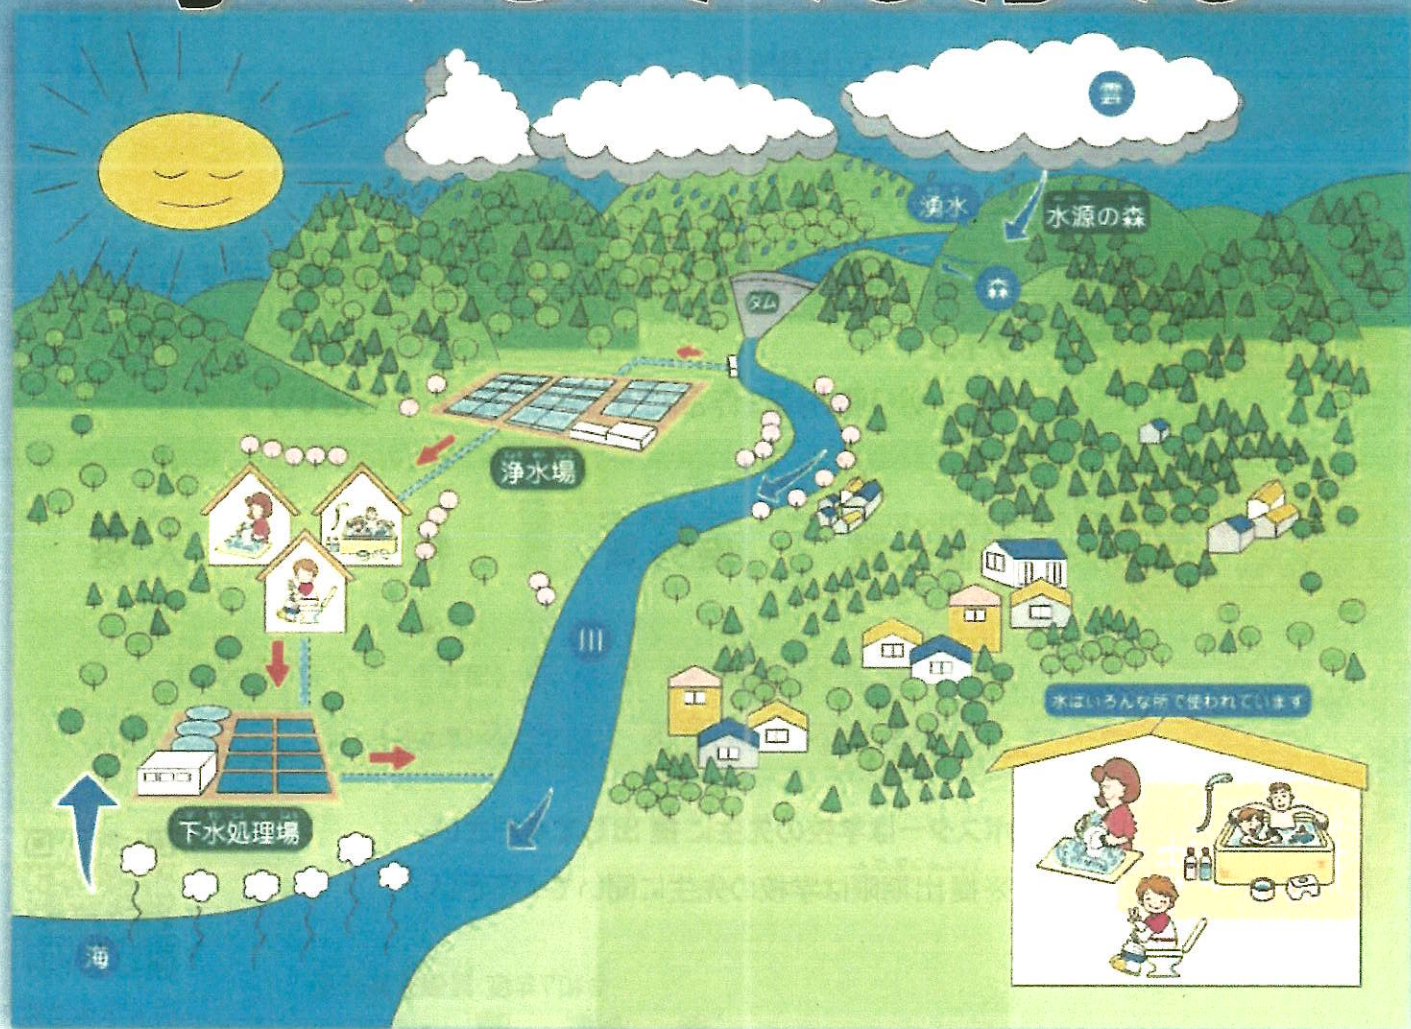 雲
湧水
水源の森
森
ダム
浄水場
川
水はいろんな所で使われています
下水処理場
海